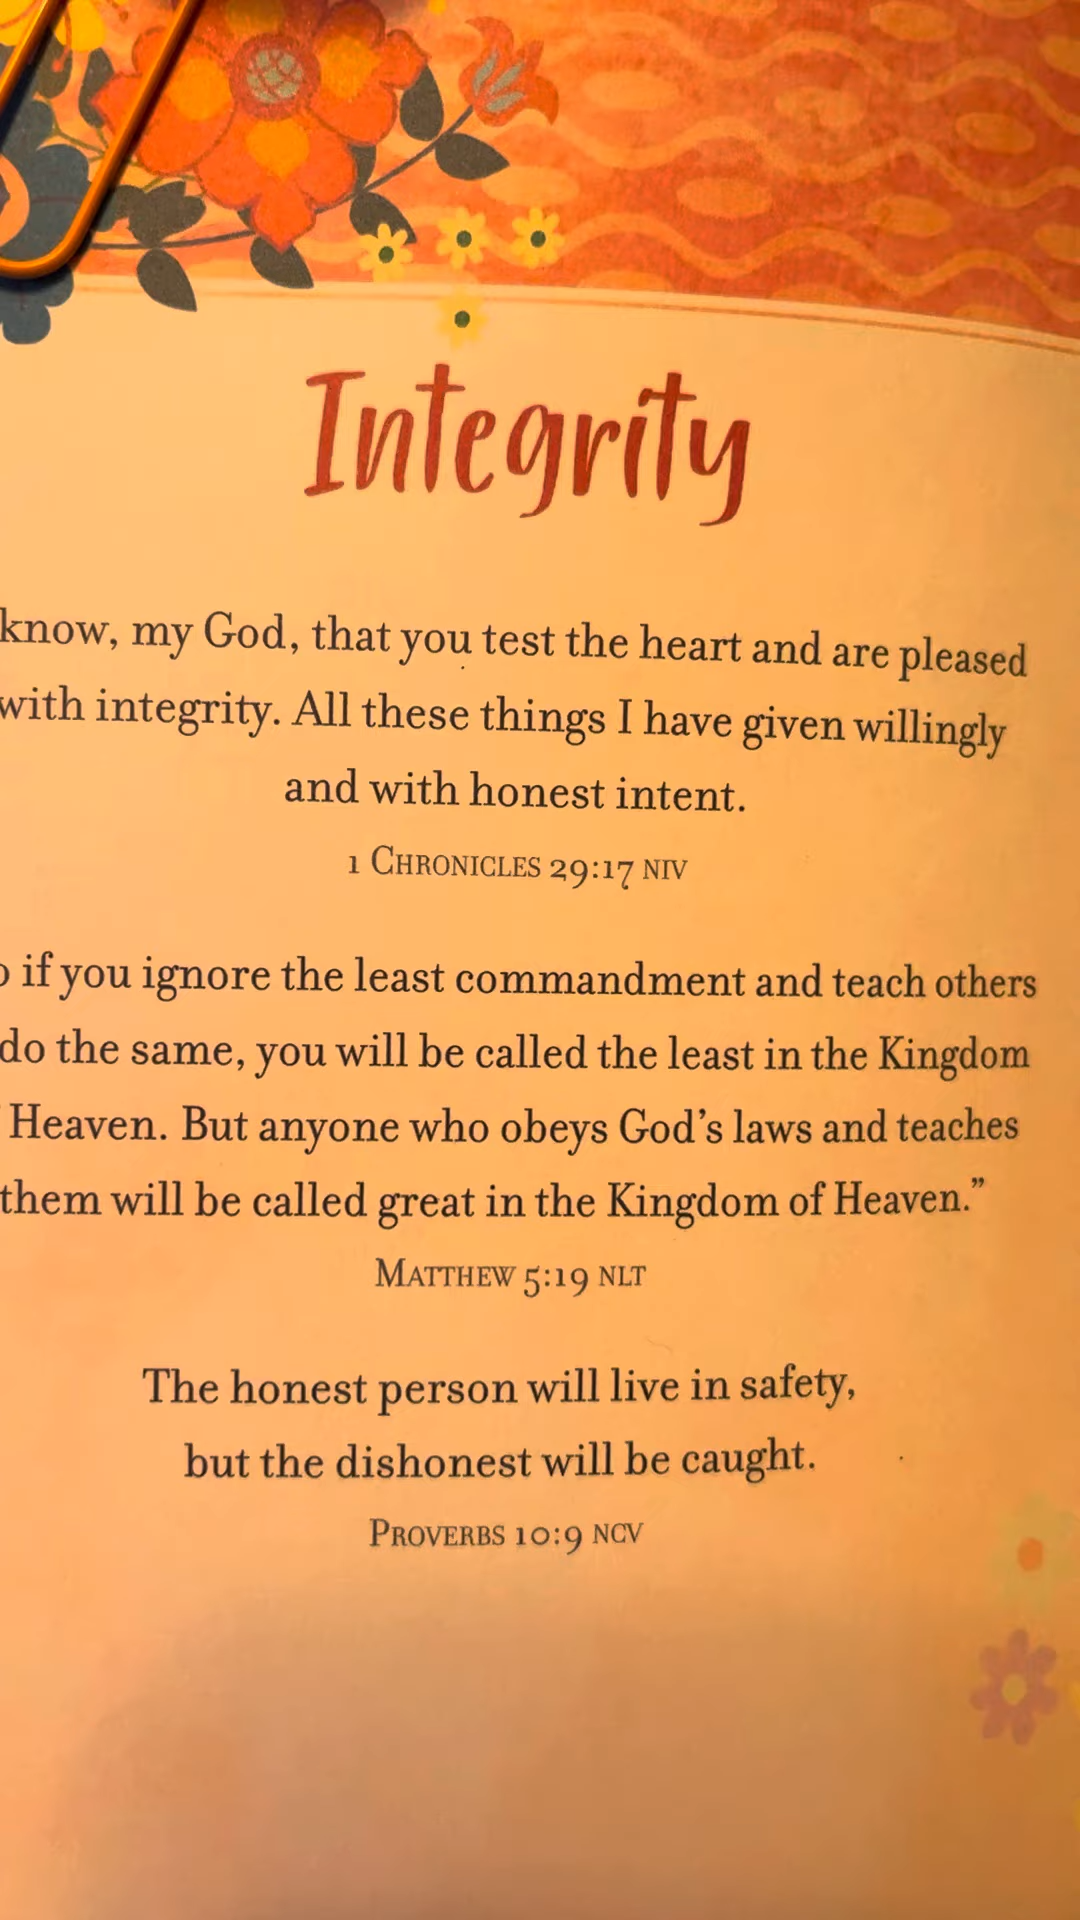 Integrity
know, my God, that you test the heart and are pleased
with integrity. All these things I have given willingly
and with honest intent.
1 Chronicles 29:17 NIV
if you ignore the least commandment and teach others
do the same, you will be called the least in the Kingdom
Heaven. But anyone who obeys God’s laws and teaches
them will be called great in the Kingdom of Heaven.”
Matthew 5:19 NLT
The honest person will live in safety,
but the dishonest will be caught.
Proverbs 10:9 NCV